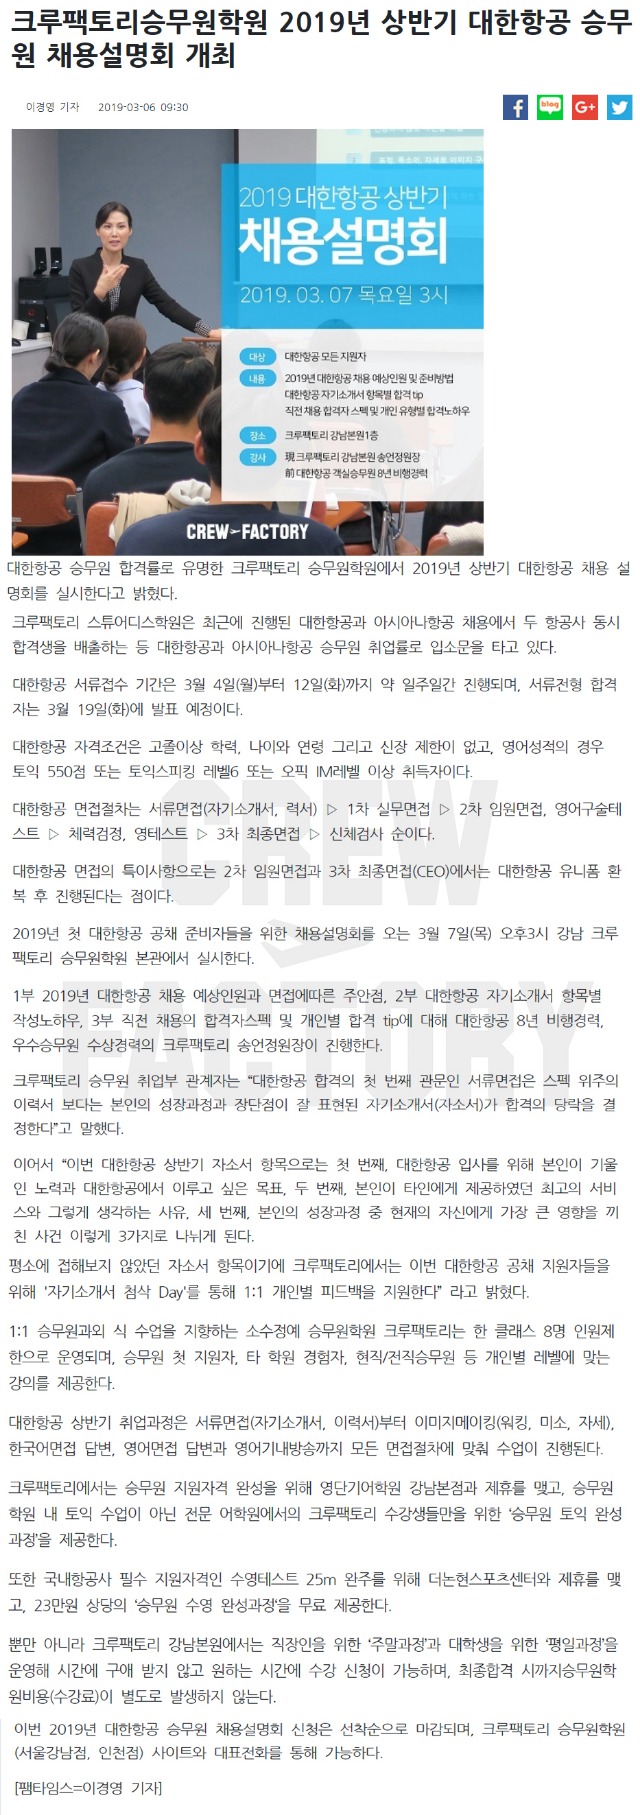 크루팩토리승무원학원 2019년 상반기 대한항공 승무
원 채용설명회 개최
이경영 기자 2019-03-06 09:30
blog
G+
2019 대한항공 상반기
채용설명회
2019. 03. 07 목요일 3시
대상 대한항공 모든 지원자
내용 2019년 대한항공 채용 예상인원 및 준비방법
대한항공 자기소개서 항목별 합격 tip
직전 채용 합격자 스펙 및 개인 유형별 합격노하우
장소 크루팩토리 강남본원 1층
강사 現 크루팩토리 강남본원 송언정원장
前 대한항공 객실승무원 8년 비행경력
CREW FACTORY
대한항공 승무원 합격률로 유명한 크루팩토리 승무원학원에서 2019년 상반기 대한항공 채용 설
명회를 실시한다고 밝혔다.
크루팩토리 스튜어디스학원은 최근에 진행된 대한항공과 아시아나항공 채용에서 두 항공사 동시
합격생을 배출하는 등 대한항공과 아시아나항공 승무원 취업률로 입소문을 타고 있다.
대한항공 서류접수 기간은 3월 4일(월)부터 12일(화)까지 약 일주일간 진행되며, 서류전형 합격
자는 3월 19일(화)에 발표 예정이다.
대한항공 자격조건은 고졸이상 학력, 나이와 연령 그리고 신장 제한이 없고, 영어성적의 경우
토익 550점 또는 토익스피킹 레벨6 또는 오픽 IM레벨 이상 취득자이다.
대한항공 면접절차는 서류면접(자기소개서, 력서) ▷ 1차 실무면접 ▷ 2차 임원면접, 영어구술테
스트 ▷ 체력검정, 영테스트 ▷ 3차 최종면접 ▷ 신체검사 순이다.
대한항공 면접의 특이사항으로는 2차 임원면접과 3차 최종면접(CEO)에서는 대한항공 유니폼 환
복 후 진행된다는 점이다.
2019년 첫 대한항공 공채 준비자들을 위한 채용설명회를 오는 3월 7일(목) 오후3시 강남 크루
팩토리 승무원학원 본관에서 실시한다.
1부 2019년 대한항공 채용 예상인원과 면접에따른 주안점, 2부 대한항공 자기소개서 항목별
작성노하우, 3부 직전 채용의 합격자스펙 및 개인별 합격 tip에 대해 대한항공 8년 비행경력,
우수승무원 수상경력의 크루팩토리 송언정원장이 진행한다.
크루팩토리 승무원 취업부 관계자는 “대한항공 합격의 첫 번째 관문인 서류면접은 스펙 위주의
이력서 보다는 본인의 성장과정과 장단점이 잘 표현된 자기소개서(자소서)가 합격의 당락을 결
정한다”고 말했다.
이어서 “이번 대한항공 상반기 자소서 항목으로는 첫 번째, 대한항공 입사를 위해 본인이 기울
인 노력과 대한항공에서 이루고 싶은 목표, 두 번째, 본인이 타인에게 제공하였던 최고의 서비
스와 그렇게 생각하는 사유, 세 번째, 본인의 성장과정 중 현재의 자신에게 가장 큰 영향을 끼
친 사건 이렇게 3가지로 나뉘게 된다.
평소에 접해보지 않았던 자소서 항목이기에 크루팩토리에서는 이번 대한항공 공채 지원자들을
위해 '자기소개서 첨삭 Day'를 통해 1:1 개인별 피드백을 지원한다” 라고 밝혔다.
1:1 승무원과외 식 수업을 지향하는 소수정예 승무원학원 크루팩토리는 한 클래스 8명 인원제
한으로 운영되며, 승무원 첫 지원자, 타 학원 경험자, 현직/전직승무원 등 개인별 레벨에 맞는
강의를 제공한다.
대한항공 상반기 취업과정은 서류면접(자기소개서, 이력서)부터 이미지메이킹(워킹, 미소, 자세),
한국어면접 답변, 영어면접 답변과 영어기내방송까지 모든 면접절차에 맞춰 수업이 진행된다.
크루팩토리에서는 승무원 지원자격 완성을 위해 영단기어학원 강남본점과 제휴를 맺고, 승무원
학원 내 토익 수업이 아닌 전문 어학원에서의 크루팩토리 수강생들만을 위한 ‘승무원 토익 완성
과정’을 제공한다.
또한 국내항공사 필수 지원자격인 수영테스트 25m 완주를 위해 더논현스포츠센터와 제휴를 맺
고, 23만원 상당의 ‘승무원 수영 완성과정’을 무료 제공한다.
뿐만 아니라 크루팩토리 강남본원에서는 직장인을 위한 ‘주말과정’과 대학생을 위한 ‘평일과정’을
운영해 시간에 구애 받지 않고 원하는 시간에 수강 신청이 가능하며, 최종합격 시까지승무원학
원비용(수강료)이 별도로 발생하지 않는다.
이번 2019년 대한항공 승무원 채용설명회 신청은 선착순으로 마감되며, 크루팩토리 승무원학원
(서울강남점, 인천점) 사이트와 대표전화를 통해 가능하다.
[팸타임스=이경영 기자]
CREW
FACTORY